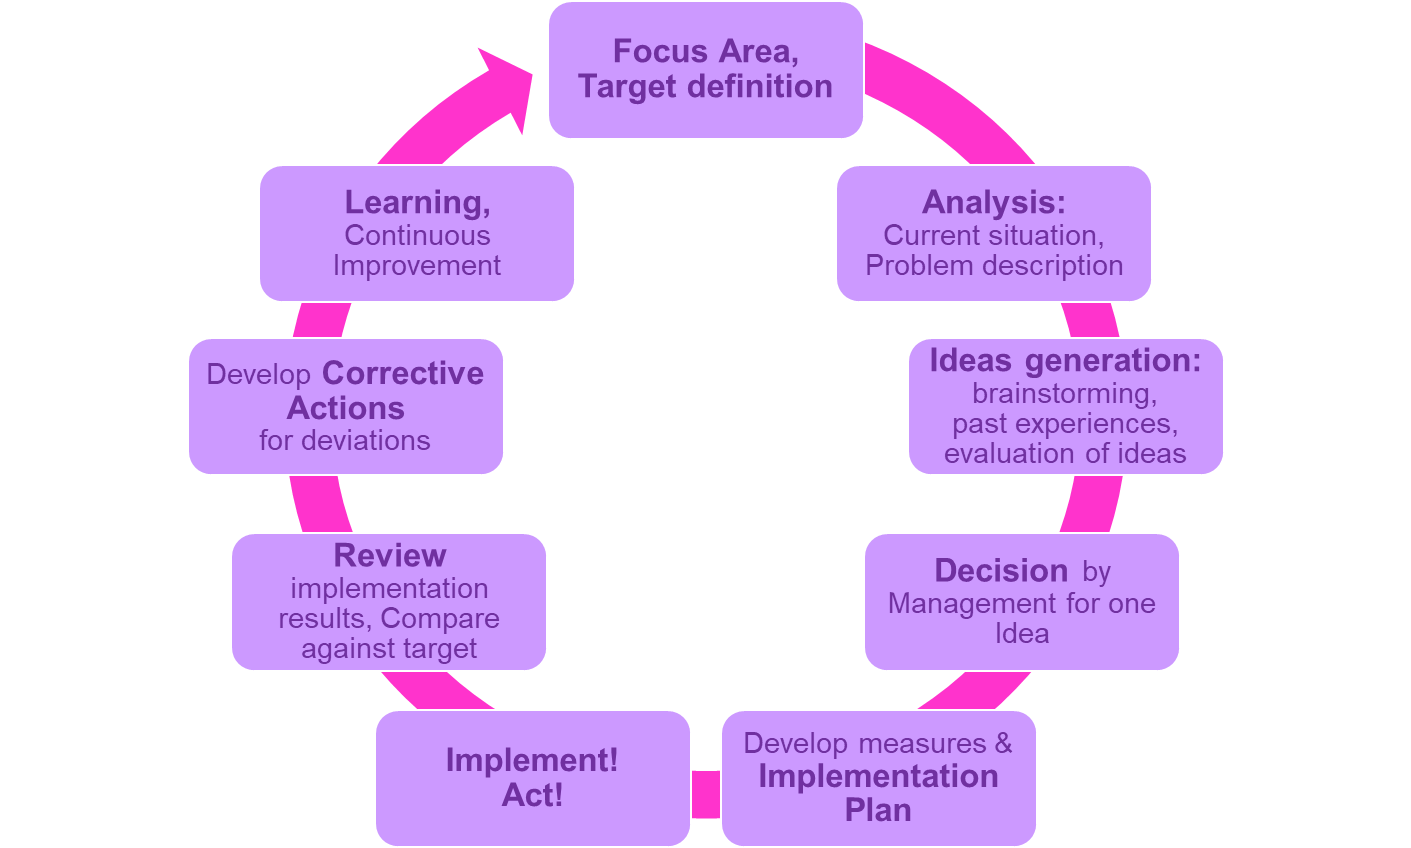 Focus Area,
Target definition
Analysis:
Current situation,
Problem description
Ideas generation:
brainstorming,
past experiences,
evaluation of ideas
Decision by
Management for one
Idea
Develop measures &
Implementation
Plan
Implement!
Act!
Review
implementation
results, Compare
against target
Develop Corrective
Actions
for deviations
Learning,
Continuous
Improvement